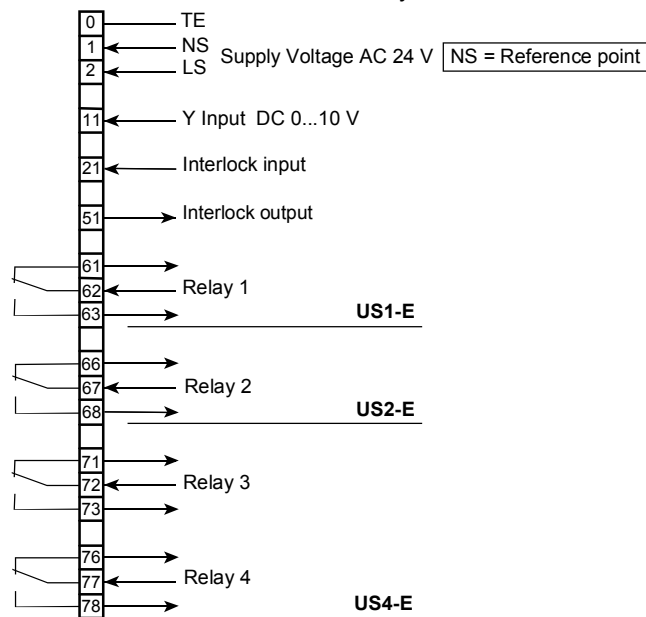 0 TE
1 NS
Supply Voltage AC 24 V NS = Reference point
2 LS
11 Y Input DC 0...10 V
21 Interlock input
51 Interlock output
61
62 Relay 1
63 US1-E
66
67 Relay 2
68 US2-E
71
72 Relay 3
73
76
77 Relay 4
78 US4-E